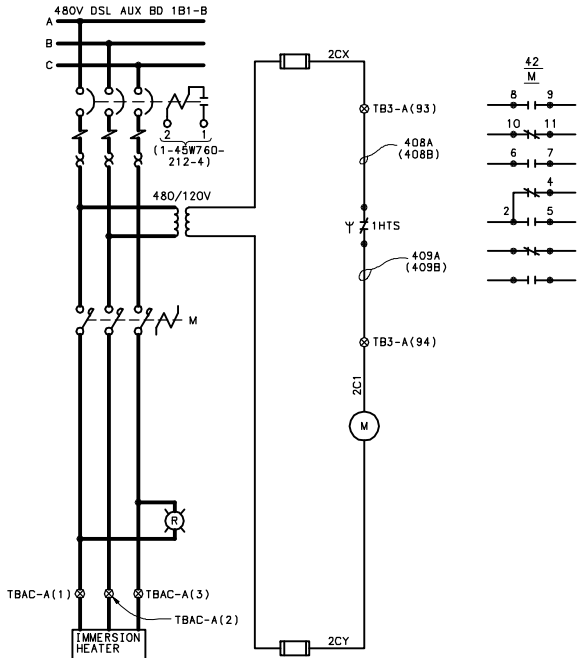 480V DSL AUX BD 1B1-B
A
B
C
2CX
42
M
8 9
10 11
6 7
4
2 5
2 1
(1-45W760-
212-4)
TB3-A(93)
408A
(408B)
480/120V
1HTS
409A
(409B)
M
TB3-A(94)
2C1
M
R
TBAC-A(1)
TBAC-A(3)
TBAC-A(2)
IMMERSION
HEATER
2CY